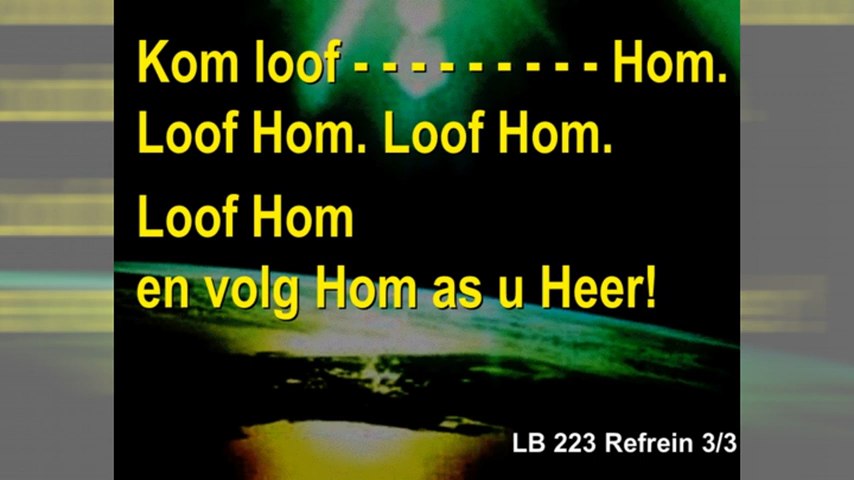 Kom loof - - - - - - - - - Hom.
Loof Hom. Loof Hom.
Loof Hom
en volg Hom as u Heer!
LB 223 Refrein 3/3